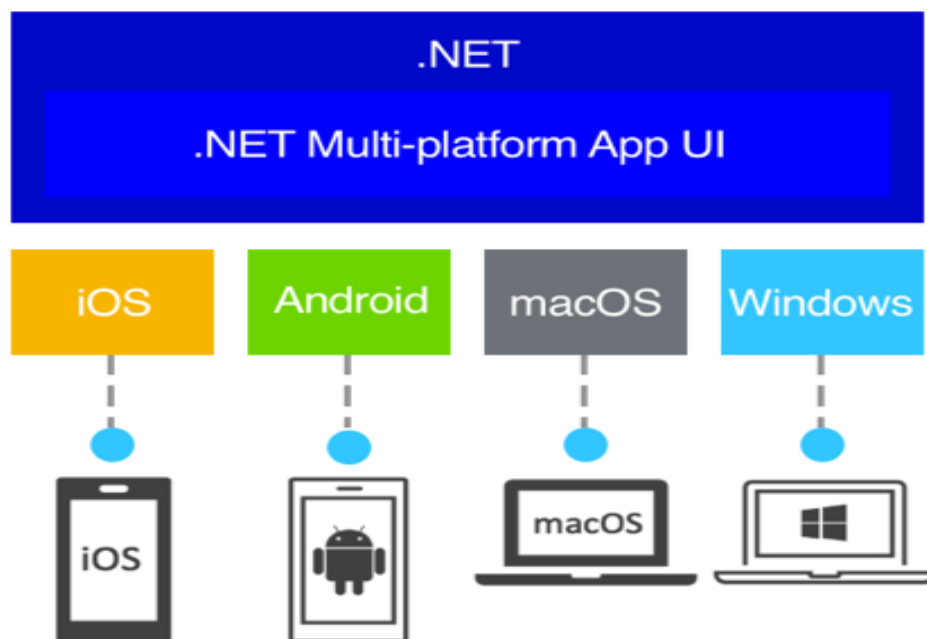 .NET
.NET Multi-platform App UI
iOS
Android
macOS
Windows
iOS
macOS